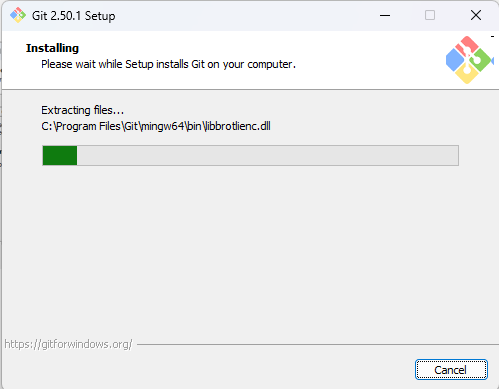 Git 2.50.1 Setup
Installing
Please wait while Setup installs Git on your computer.
Extracting files...
C:\Program Files\Git\mingw64\bin\libbrotlienc.dll
https://gitforwindows.org/
Cancel